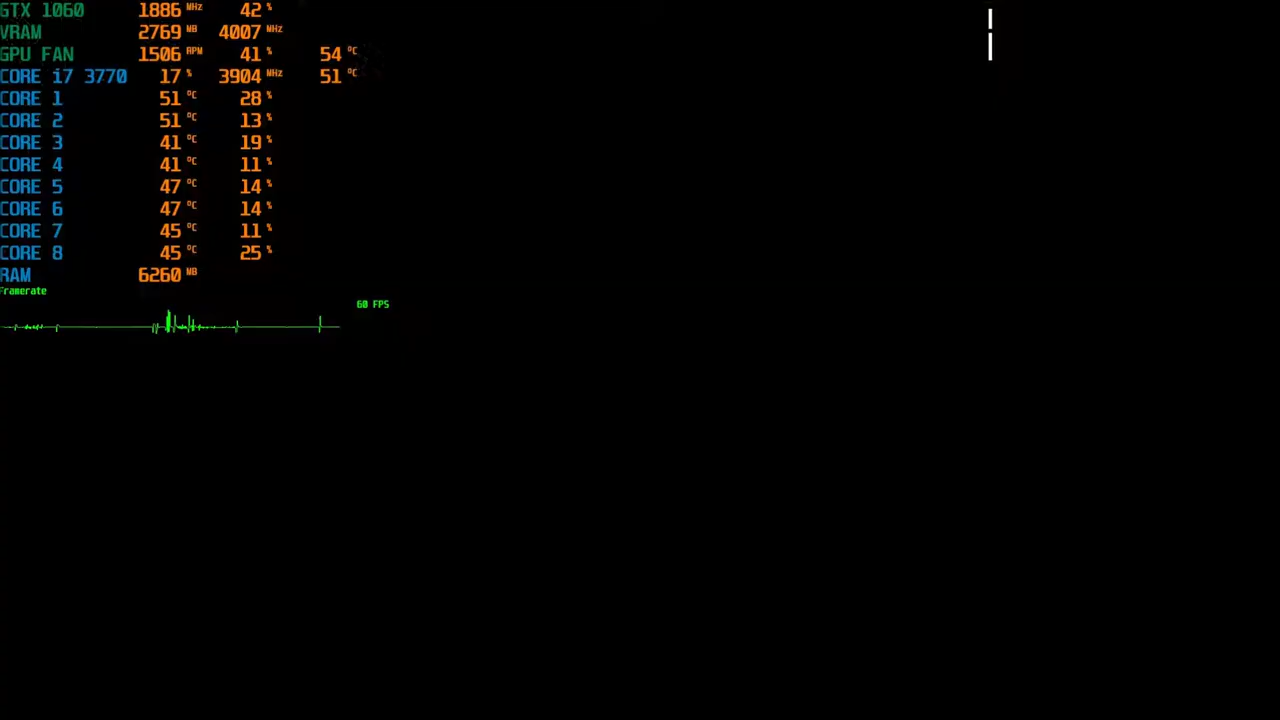 GTX 1060 1886 MHz 42 %
VRAM 2769 MB 4007 MHz
GPU FAN 1506 RPM 41 % 54 °C
CORE i7 3770 17 % 3904 MHz 51 °C
CORE 1 51 °C 28 %
CORE 2 51 °C 13 %
CORE 3 41 °C 19 %
CORE 4 41 °C 11 %
CORE 5 47 °C 14 %
CORE 6 47 °C 14 %
CORE 7 45 °C 11 %
CORE 8 45 °C 25 %
RAM 6260 MB
Framerate
60 FPS